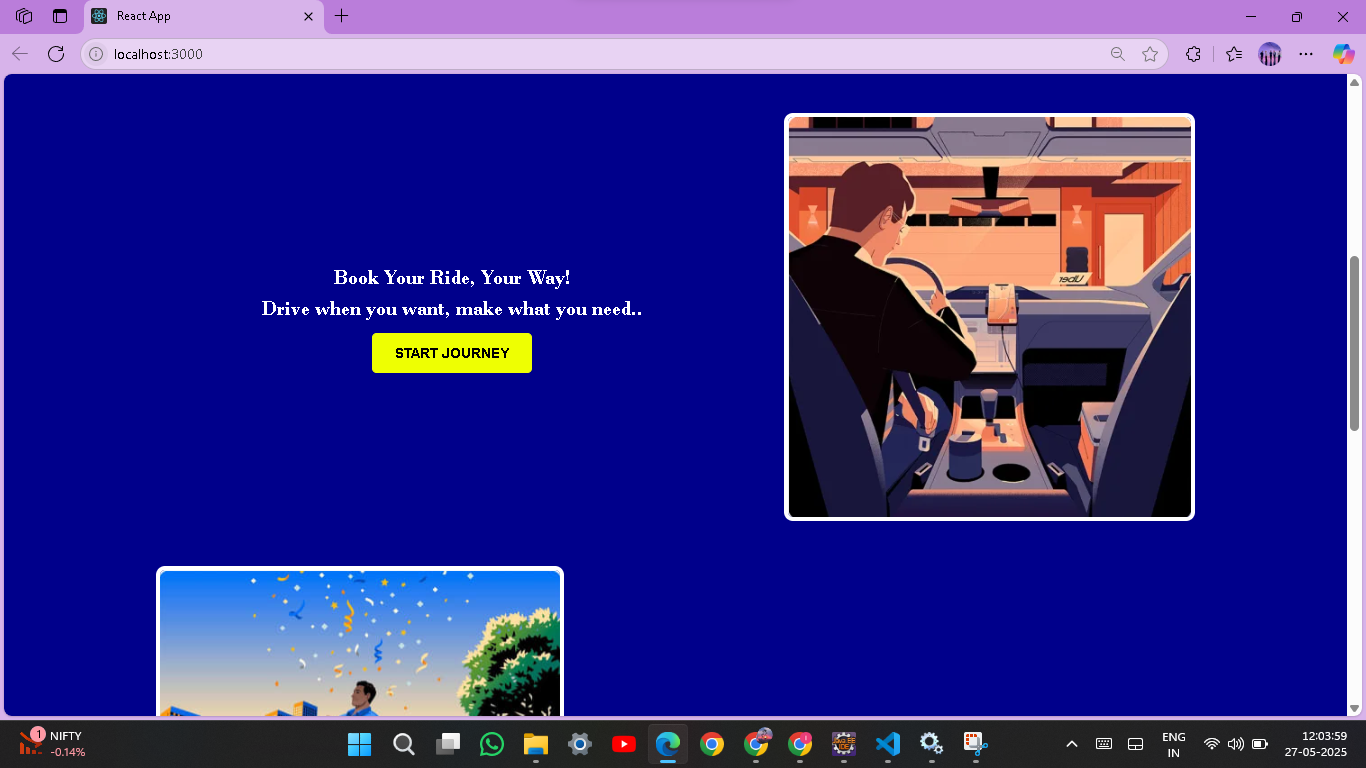 React App
localhost:3000
Book Your Ride, Your Way!
Drive when you want, make what you need..
START JOURNEY
Uber
1
NIFTY
-0.14%
ENG
IN
12:03:59
27-05-2025